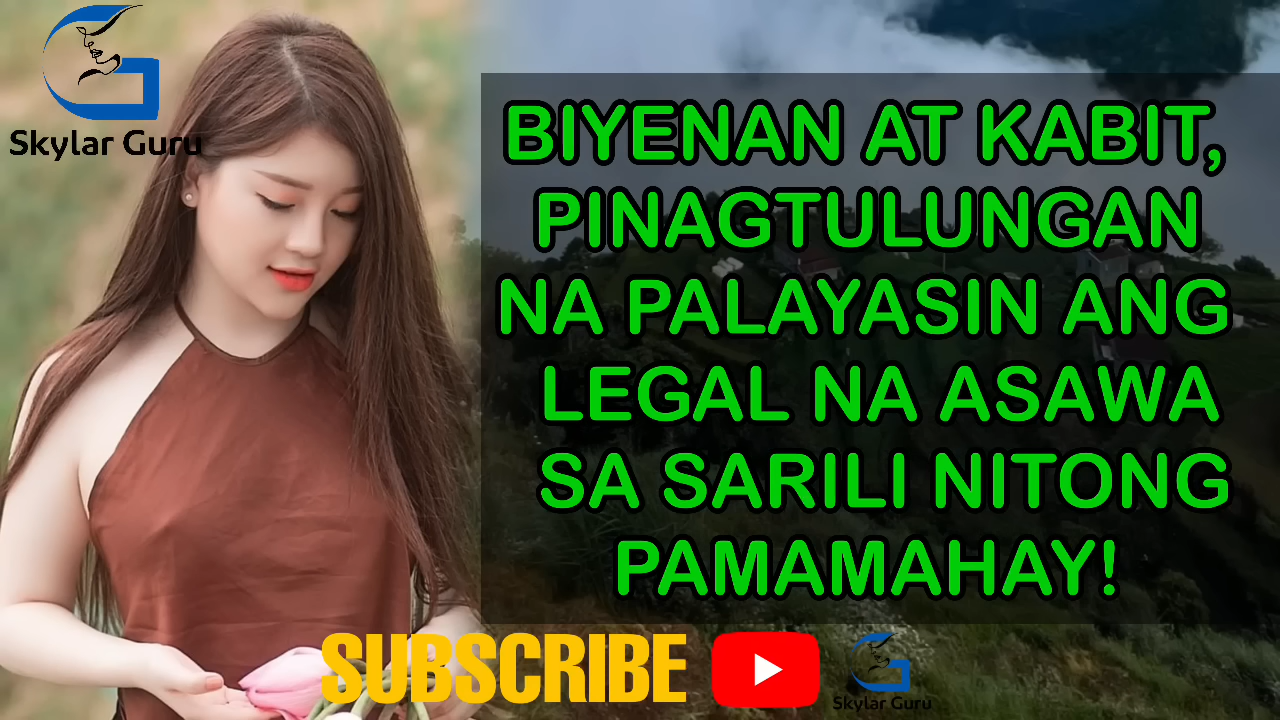 Skylar Guru
BIYENAN AT KABIT,
PINAGTULUNGAN
NA PALAYASIN ANG
LEGAL NA ASAWA
SA SARILI NITONG
PAMAMAHAY!
SUBSCRIBE
Skylar Guru